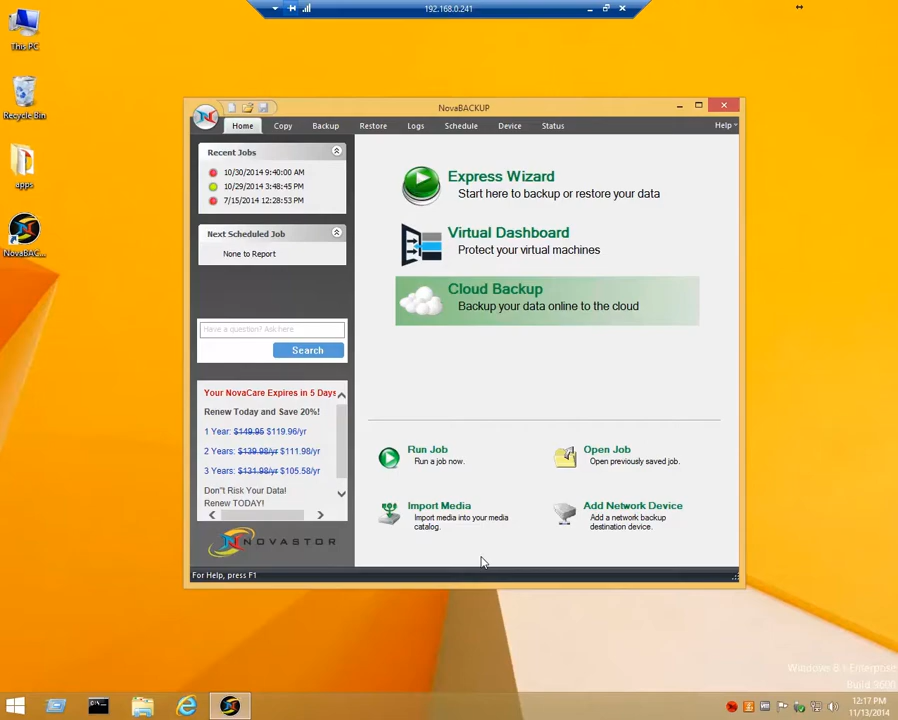 192.168.0.241
This PC
Recycle Bin
apps
NovaBAC...
NovaBACKUP
Home Copy Backup Restore Logs Schedule Device Status Help
Recent Jobs
10/30/2014 9:40:00 AM
10/29/2014 3:48:45 PM
7/15/2014 12:28:53 PM
Next Scheduled Job
None to Report
Have a question? Ask here
Search
Your NovaCare Expires in 5 Days
Renew Today and Save 20%!
1 Year: $149.95 $119.96/yr
2 Years: $139.98/yr $111.98/yr
3 Years: $131.98/yr $105.58/yr
Don"t Risk Your Data!
Renew TODAY!
NOVASTOR
Express Wizard
Start here to backup or restore your data
Virtual Dashboard
Protect your virtual machines
Cloud Backup
Backup your data online to the cloud
Run Job
Run a job now.
Open Job
Open previously saved job.
Import Media
Import media into your media
catalog.
Add Network Device
Add a network backup
destination device.
For Help, press F1
Windows 8.1 Enterprise
Build 9600
12:17 PM
11/13/2014